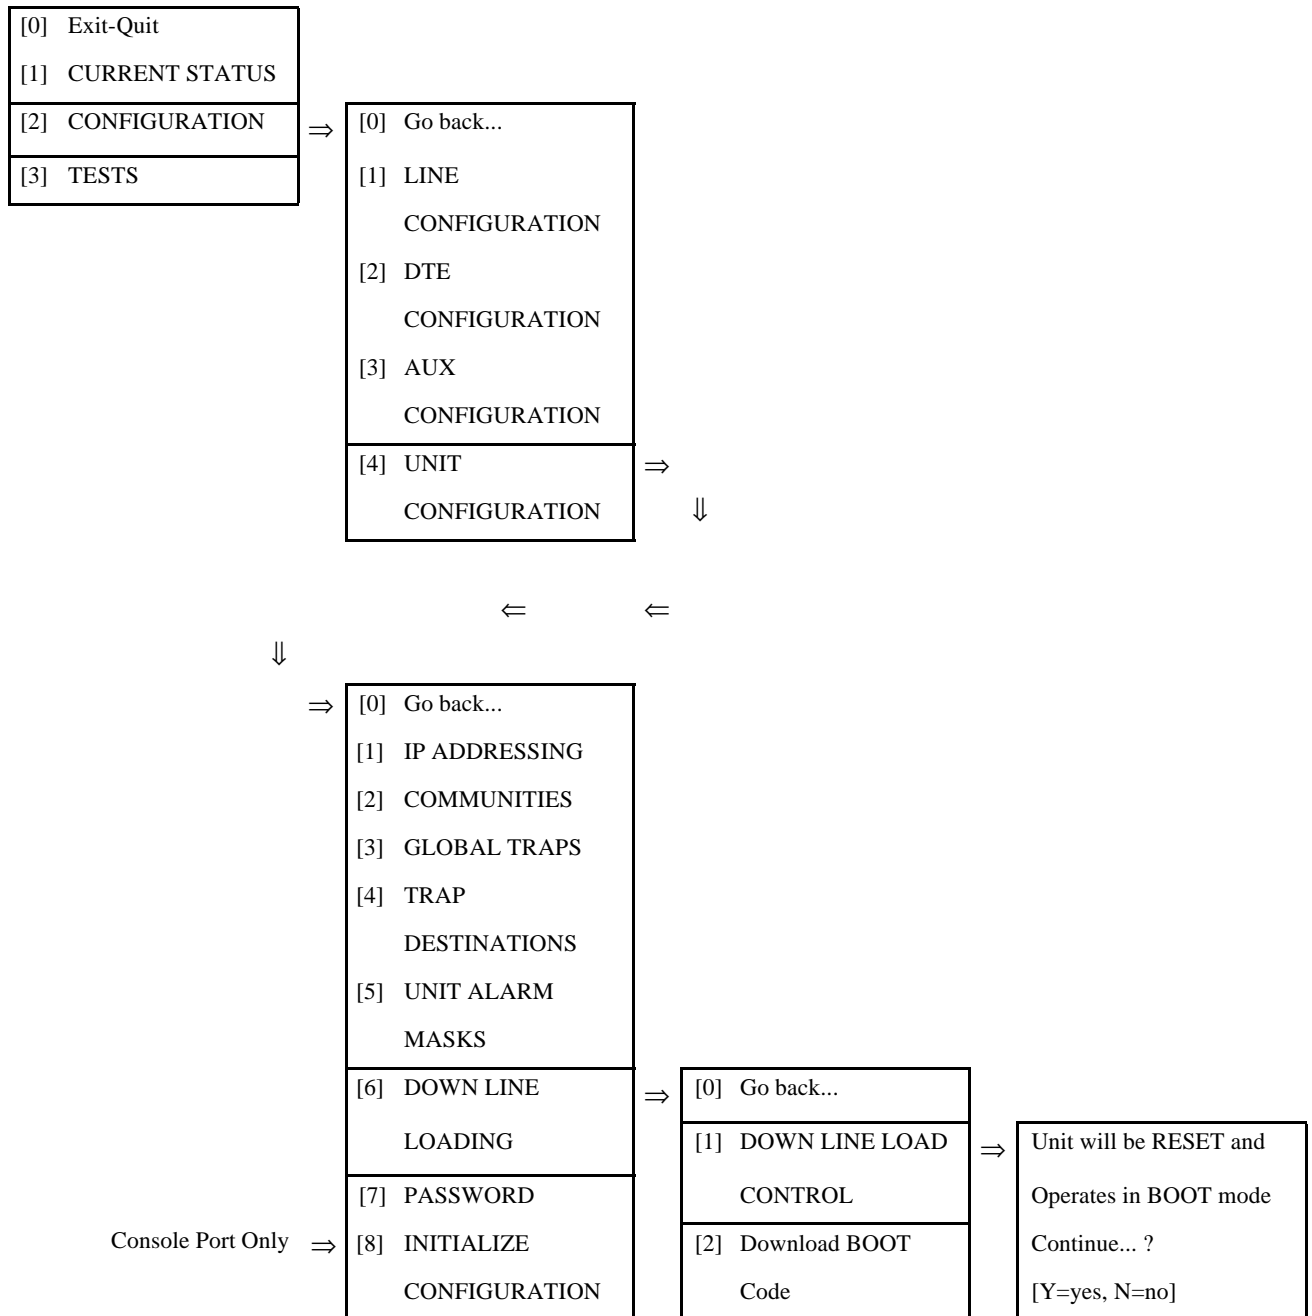 [0] Exit-Quit
[1] CURRENT STATUS
[2] CONFIGURATION
[3] TESTS
⇒
[0] Go back...
[1] LINE
CONFIGURATION
[2] DTE
CONFIGURATION
[3] AUX
CONFIGURATION
[4] UNIT
CONFIGURATION
⇒
⇓
⇐ ⇐
⇓
⇒
[0] Go back...
[1] IP ADDRESSING
[2] COMMUNITIES
[3] GLOBAL TRAPS
[4] TRAP
DESTINATIONS
[5] UNIT ALARM
MASKS
[6] DOWN LINE
LOADING
[7] PASSWORD
Console Port Only ⇒
[8] INITIALIZE
CONFIGURATION
⇒
[0] Go back...
[1] DOWN LINE LOAD
CONTROL
[2] Download BOOT
Code
⇒
Unit will be RESET and
Operates in BOOT mode
Continue... ?
[Y=yes, N=no]